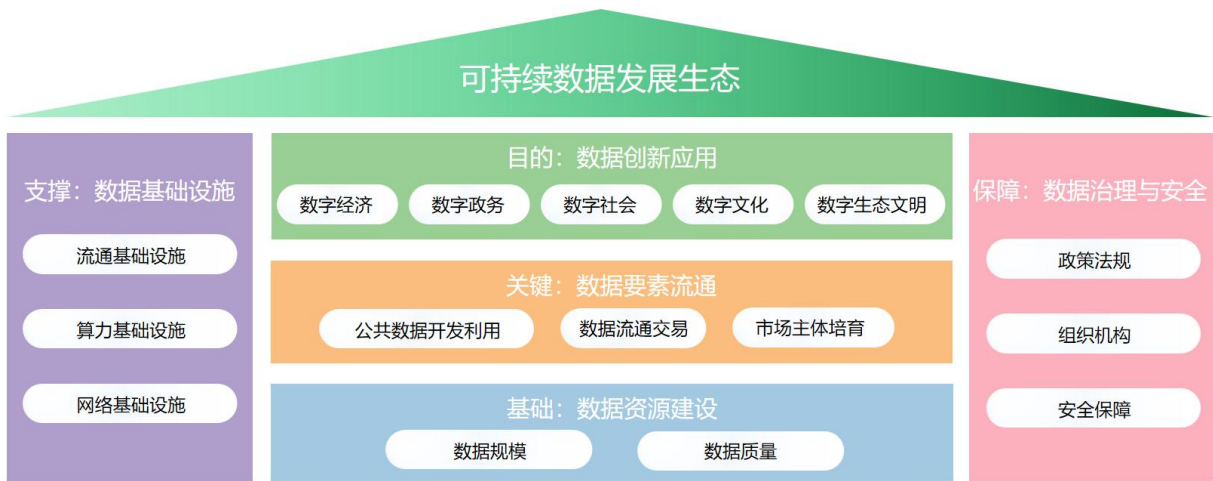 可持续数据发展生态
支撑：数据基础设施
流通基础设施
算力基础设施
网络基础设施
目的：数据创新应用
数字经济
数字政务
数字社会
数字文化
数字生态文明
关键：数据要素流通
公共数据开发利用
数据流通交易
市场主体培育
基础：数据资源建设
数据规模
数据质量
保障：数据治理与安全
政策法规
组织机构
安全保障